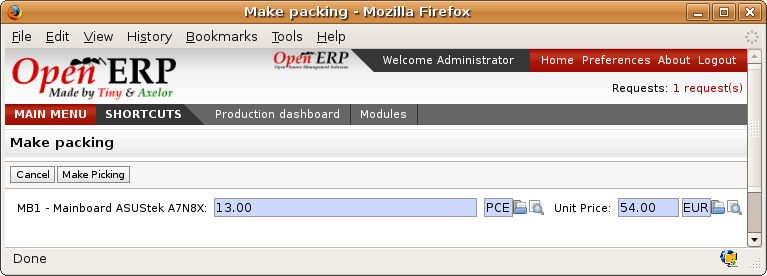 Make packing - Mozilla Firefox
File Edit View History Bookmarks Tools Help
Open ERP
Made by Tiny & Axelor
Open ERP
Open Source Management Solution
Welcome Administrator
Home Preferences About Logout
Requests: 1 request(s)
MAIN MENU SHORTCUTS Production dashboard Modules
Make packing
Cancel Make Picking
MB1 - Mainboard ASUStek A7N8X: 13.00 PCE Unit Price: 54.00 EUR
Done